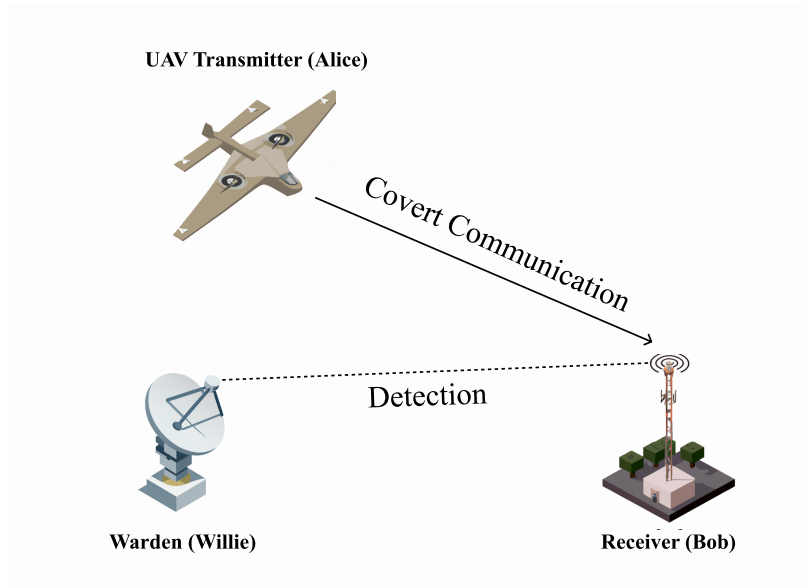 UAV Transmitter (Alice)
Covert Communication
Detection
Warden (Willie)
Receiver (Bob)